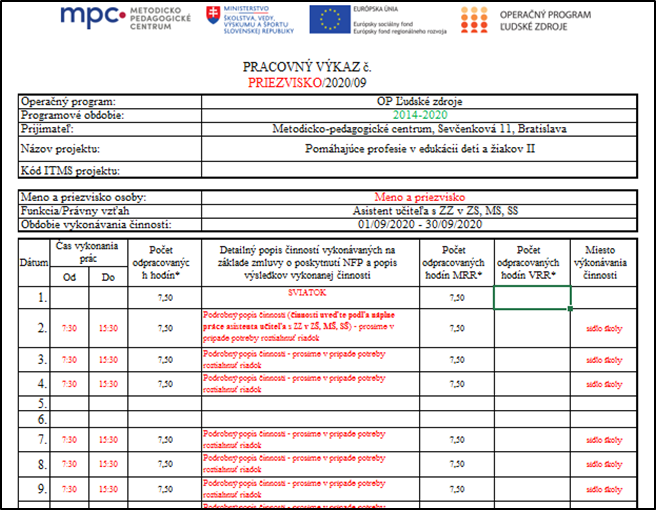 mpc METODICKO PEDAGOGICKÉ CENTRUM
MINISTERSTVO ŠKOLSTVA, VEDY, VÝSKUMU A ŠPORTU SLOVENSKEJ REPUBLIKY
EURÓPSKA ÚNIA
Európsky sociálny fond
Európsky fond regionálneho rozvoja
OPERAČNÝ PROGRAM
ĽUDSKÉ ZDROJE
PRACOVNÝ VÝKAZ č.
PRIEZVISKO/2020/09
Operačný program: OP Ľudské zdroje
Programové obdobie: 2014-2020
Prijímateľ: Metodicko-pedagogické centrum, Ševčenková 11, Bratislava
Názov projektu: Pomáhajúce profesie v edukácii detí a žiakov II
Kód ITMS projektu:
Meno a priezvisko osoby: Meno a priezvisko
Funkcia/Právny vzťah Asistent učiteľa s ZZ v ZŠ, MŠ, SŠ
Obdobie vykonávania činnosti: 01/09/2020 - 30/09/2020
Dátum
Čas vykonania prác
Od Do
Počet odpracovanýc h hodín*
Detailný popis činností vykonávaných na základe zmluvy o poskytnutí NFP a popis výsledkov vykonanej činnosti
Počet odpracovaných hodín MRR*
Počet odpracovaných hodín VRR*
Miesto vykonávania činnosti
1. 7,50 SVIATOK 7,50
2. 7:30 15:30 7,50 Podrobný popis činnosti (činnosti uveďte podľa náplne práce asistenta učiteľa s ZZ v ZŠ, MŠ, SŠ) - prosíme v prípade potreby roztiahnuť riadok 7,50 sídlo školy
3. 7:30 15:30 7,50 Podrobný popis činnosti - prosíme v prípade potreby roztiahnuť riadok 7,50 sídlo školy
4. 7:30 15:30 7,50 Podrobný popis činnosti - prosíme v prípade potreby roztiahnuť riadok 7,50 sídlo školy
5.
6.
7. 7:30 15:30 7,50 Podrobný popis činnosti - prosíme v prípade potreby roztiahnuť riadok 7,50 sídlo školy
8. 7:30 15:30 7,50 Podrobný popis činnosti - prosíme v prípade potreby roztiahnuť riadok 7,50 sídlo školy
9. 7:30 15:30 7,50 Podrobný popis činnosti - prosíme v prípade potreby roztiahnuť riadok 7,50 sídlo školy